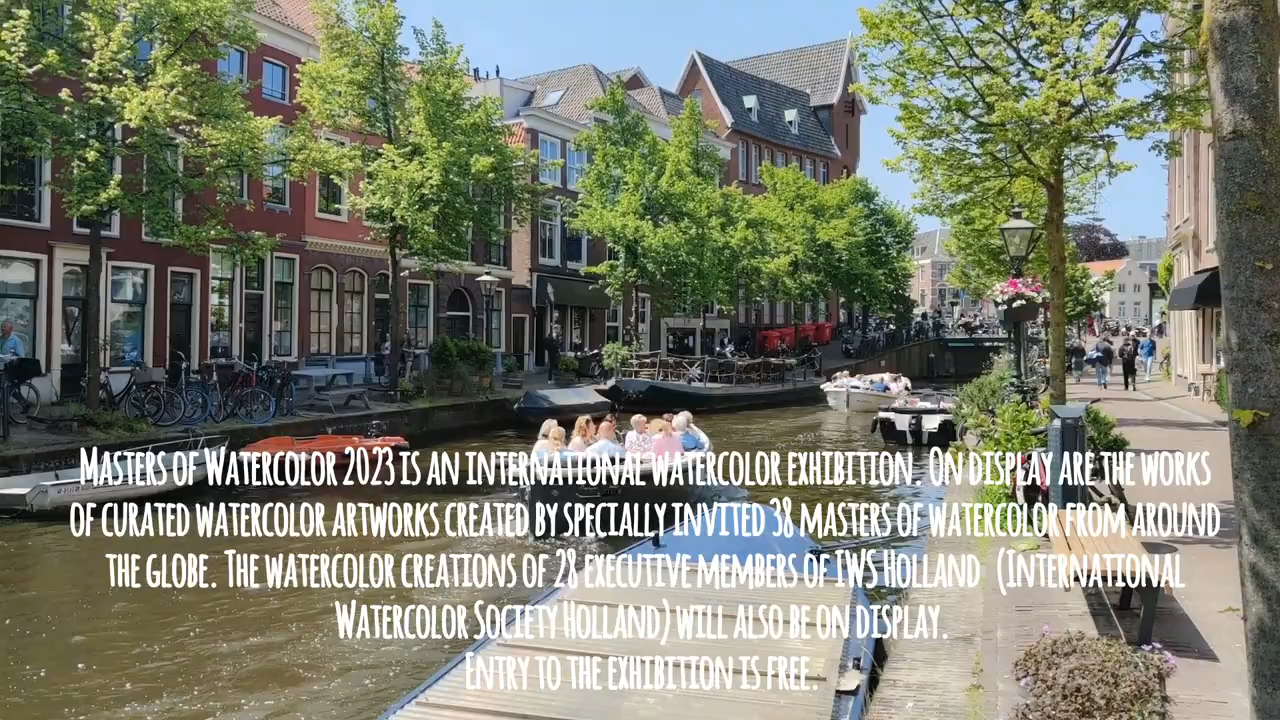 Masters of Watercolor 2023 is an international watercolor exhibition. On display are the works
of curated watercolor artworks created by specially invited 38 masters of watercolor from around
the globe. The watercolor creations of 28 executive members of IWS Holland (International
Watercolor Society Holland) will also be on display.
Entry to the exhibition is free.